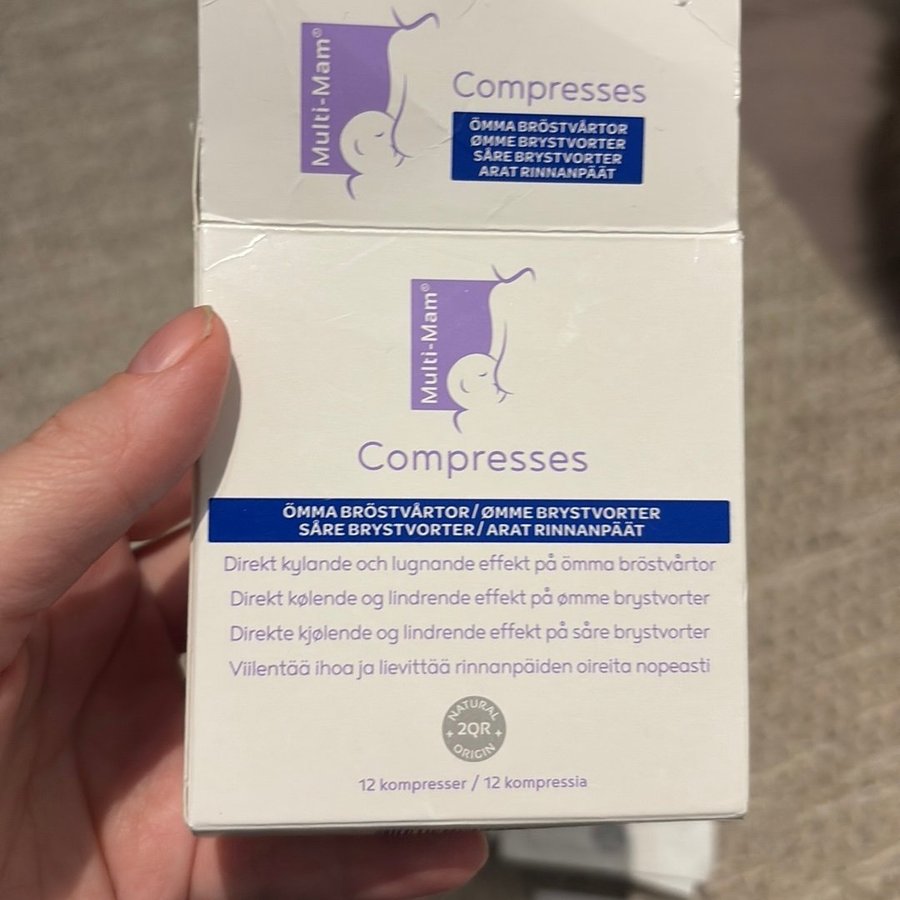 Multi-Mam®
Compresses
ÖMMA BRÖSTVÅRTOR
ØMME BRYSTVORTER
SÅRE BRYSTVORTER
ARAT RINNANPÄÄT
Multi-Mam®
Compresses
ÖMMA BRÖSTVÅRTOR / ØMME BRYSTVORTER
SÅRE BRYSTVORTER / ARAT RINNANPÄÄT
Direkt kylande och lugnande effekt på ömma bröstvårtor
Direkt kølende og lindrende effekt på ømme brystvorter
Direkte kjølende og lindrende effekt på såre brystvorter
Viilentää ihoa ja lievittää rinnanpäiden oireita nopeasti
NATURAL
2QR
ORIGIN
12 kompresser / 12 kompressia